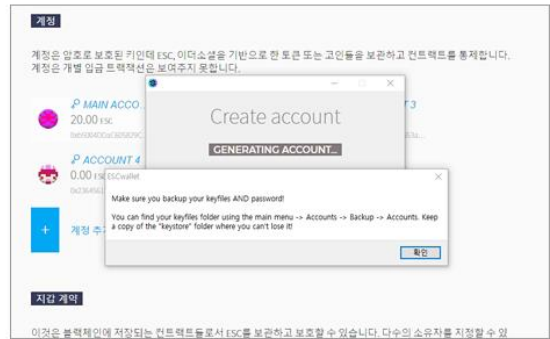 계정
계정은 암호로 보호된 키인데 ESC, 이더소셜을 기반으로 한 토큰 또는 고인들을 보관하고 컨트랙트를 통제합니다.
계정은 개별 입금 트랙잭션은 보여주지 못합니다.
MAIN ACCO...
20.00 ESC
T 3
Create account
GENERATING ACCOUNT...
ACCOUNT 4
0.00 ESC
ESCwallet
Make sure you backup your keyfiles AND password!
You can find your keyfiles folder using the main menu -> Accounts -> Backup -> Accounts. Keep
a copy of the "keystore" folder where you can't lose it!
계정 추
확인
지갑 계약
이것은 블랙체인에 저장되는 컨트랙트들로서 ESC를 보관하고 보호할 수 있습니다. 다수의 소유자를 지정할 수 있